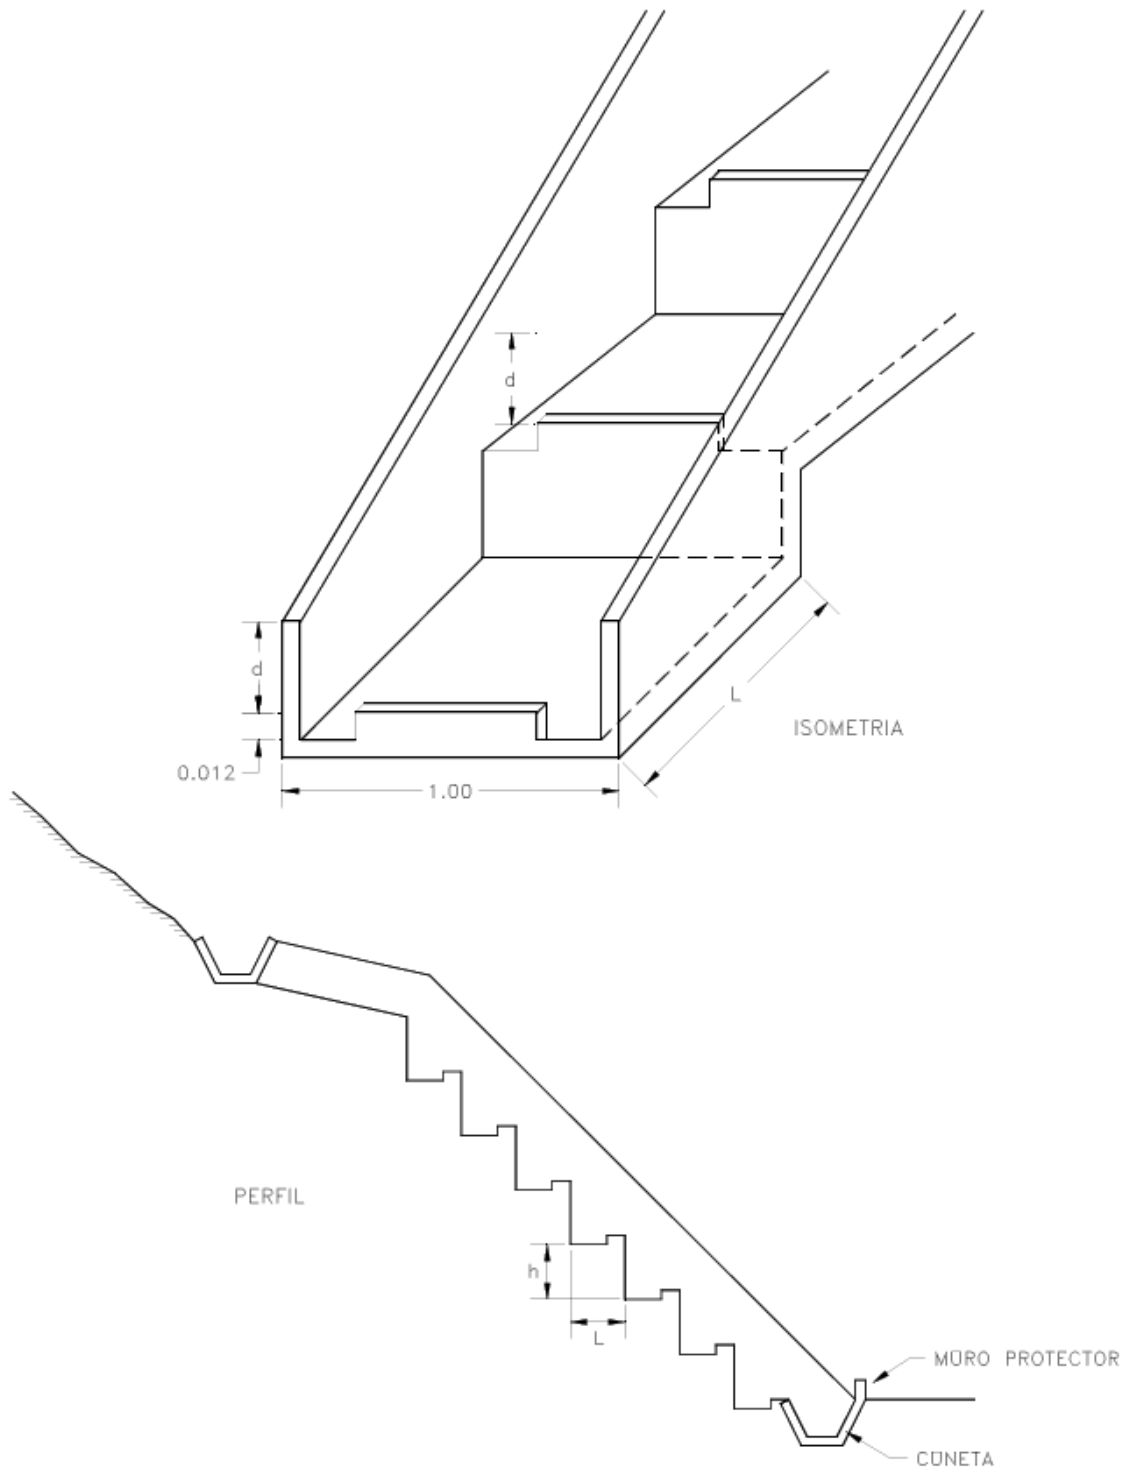 d
d
L
ISOMETRIA
0.012
1.00
PERFIL
h
L
MURO PROTECTOR
CUNETA